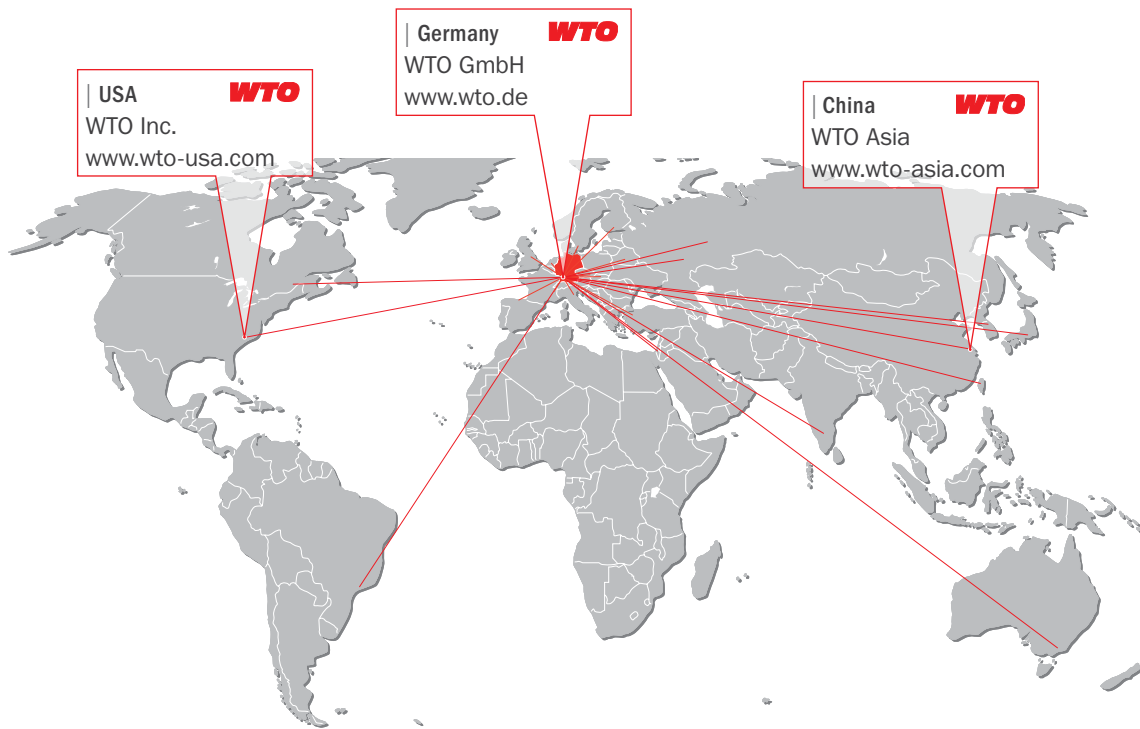 | Germany WTO
WTO GmbH
www.wto.de
| USA WTO
WTO Inc.
www.wto-usa.com
| China WTO
WTO Asia
www.wto-asia.com